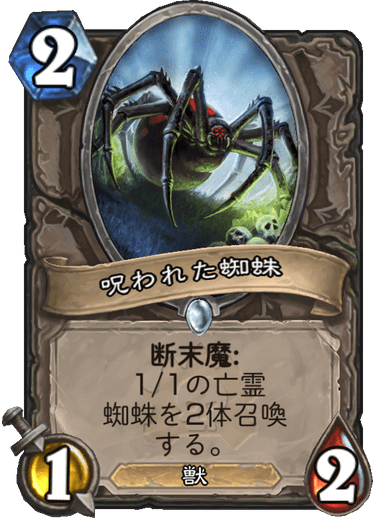 2
呪われた蜘蛛
断末魔:
1/1の亡霊
蜘蛛を2体召喚
する。
獣
1
2